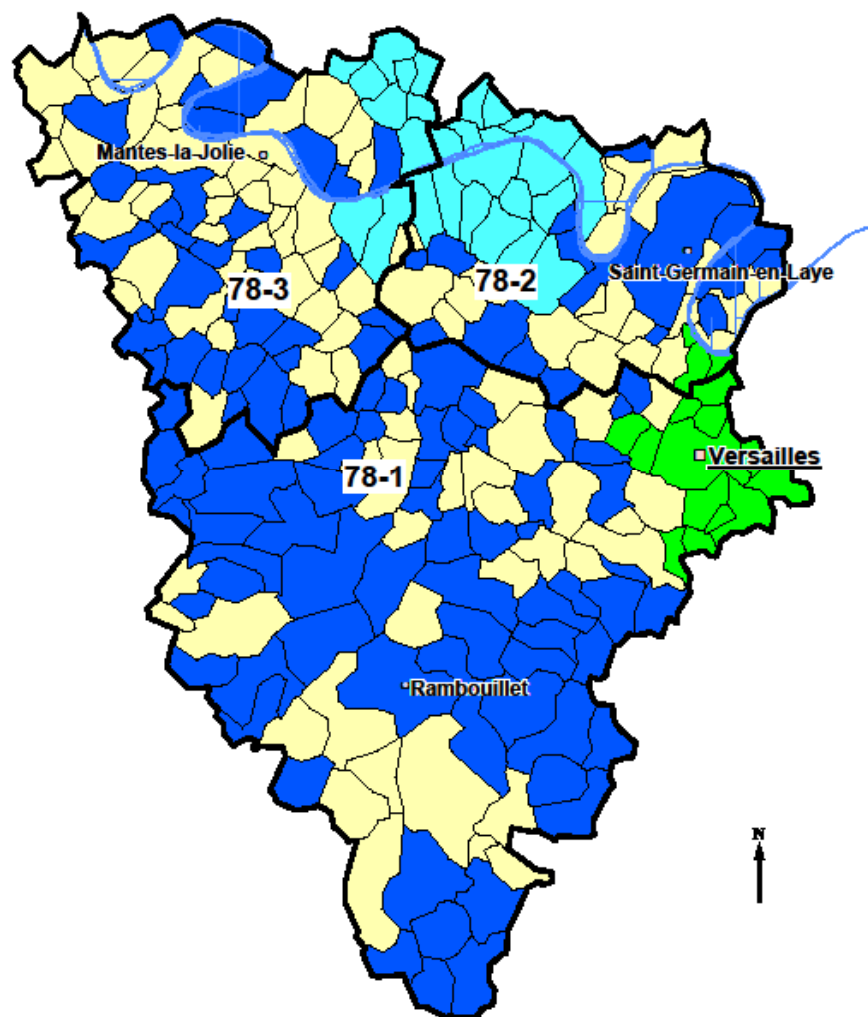 Mantes-la-Jolie
Saint-Germain-en-Laye
78-3
78-2
Versailles
78-1
Rambouillet
N